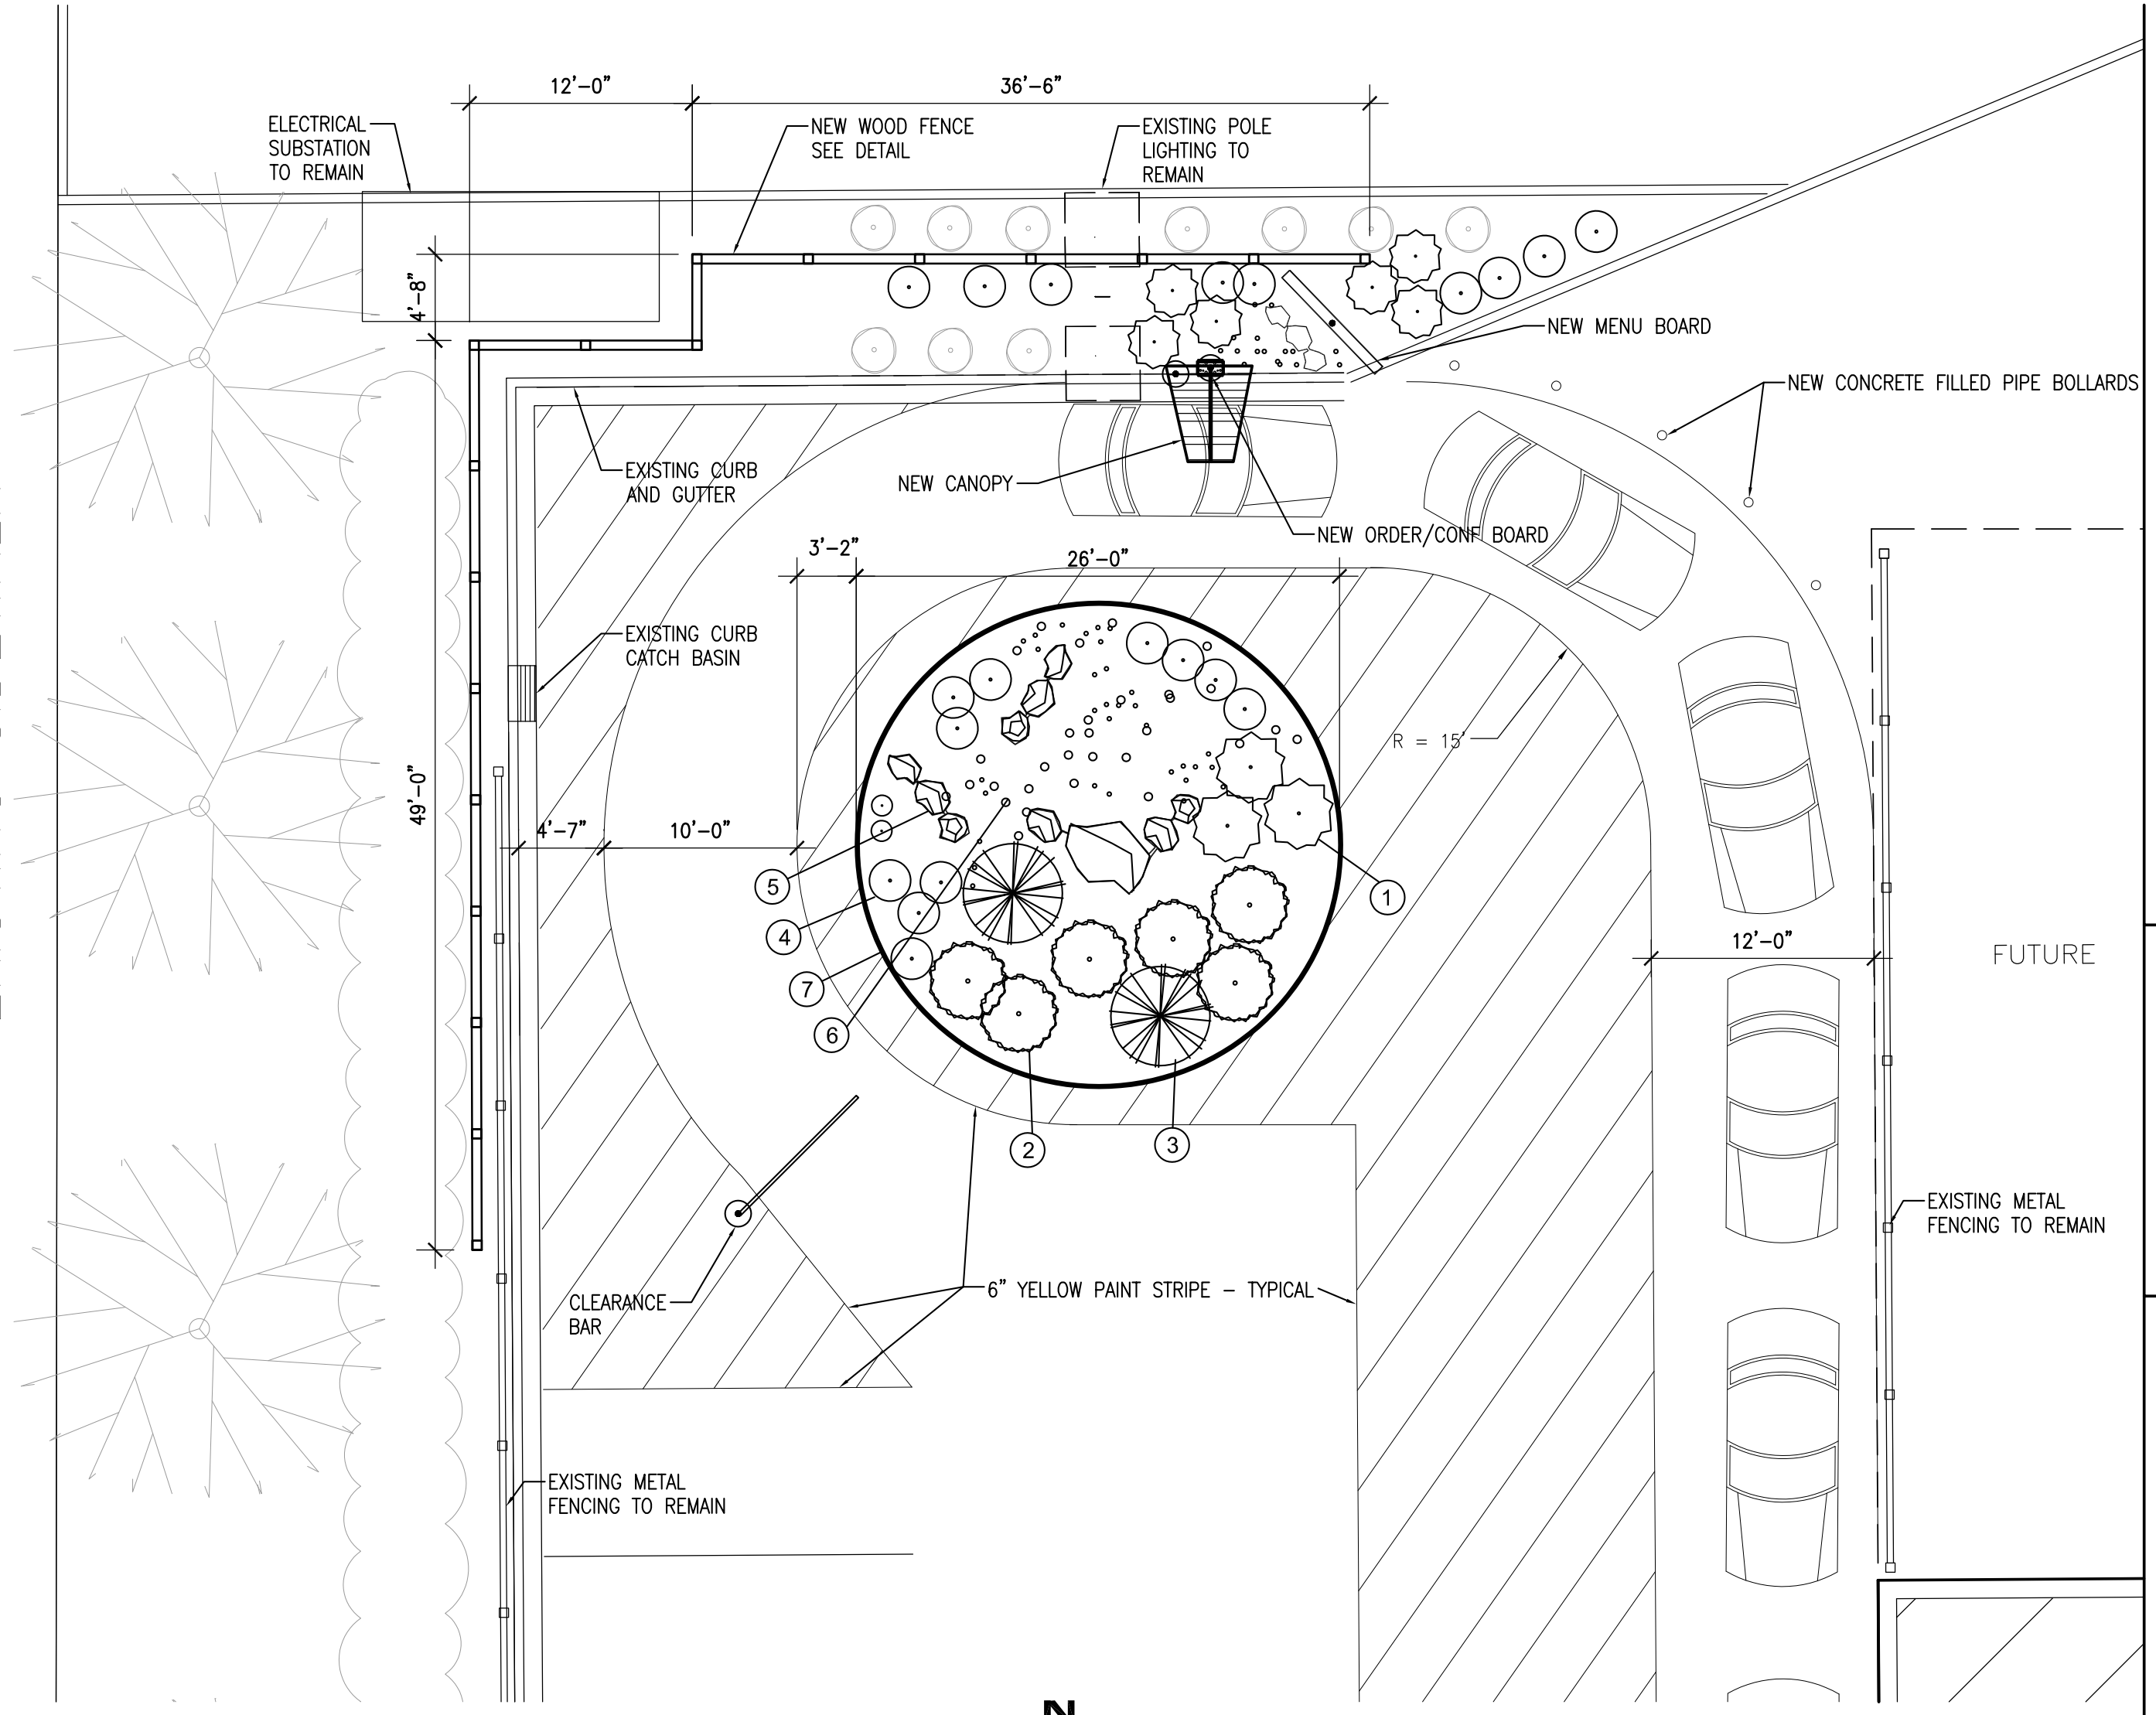 12'-0"
36'-6"
ELECTRICAL
SUBSTATION
TO REMAIN
NEW WOOD FENCE
SEE DETAIL
EXISTING POLE
LIGHTING TO
REMAIN
4'-8"
NEW MENU BOARD
NEW CONCRETE FILLED PIPE BOLLARDS
EXISTING CURB
AND GUTTER
NEW CANOPY
NEW ORDER/CONF BOARD
3'-2"
26'-0"
EXISTING CURB
CATCH BASIN
R = 15'
49'-0"
4'-7"
10'-0"
5
1
4
12'-0"
FUTURE
7
6
2
3
EXISTING METAL
FENCING TO REMAIN
6" YELLOW PAINT STRIPE - TYPICAL
CLEARANCE
BAR
EXISTING METAL
FENCING TO REMAIN